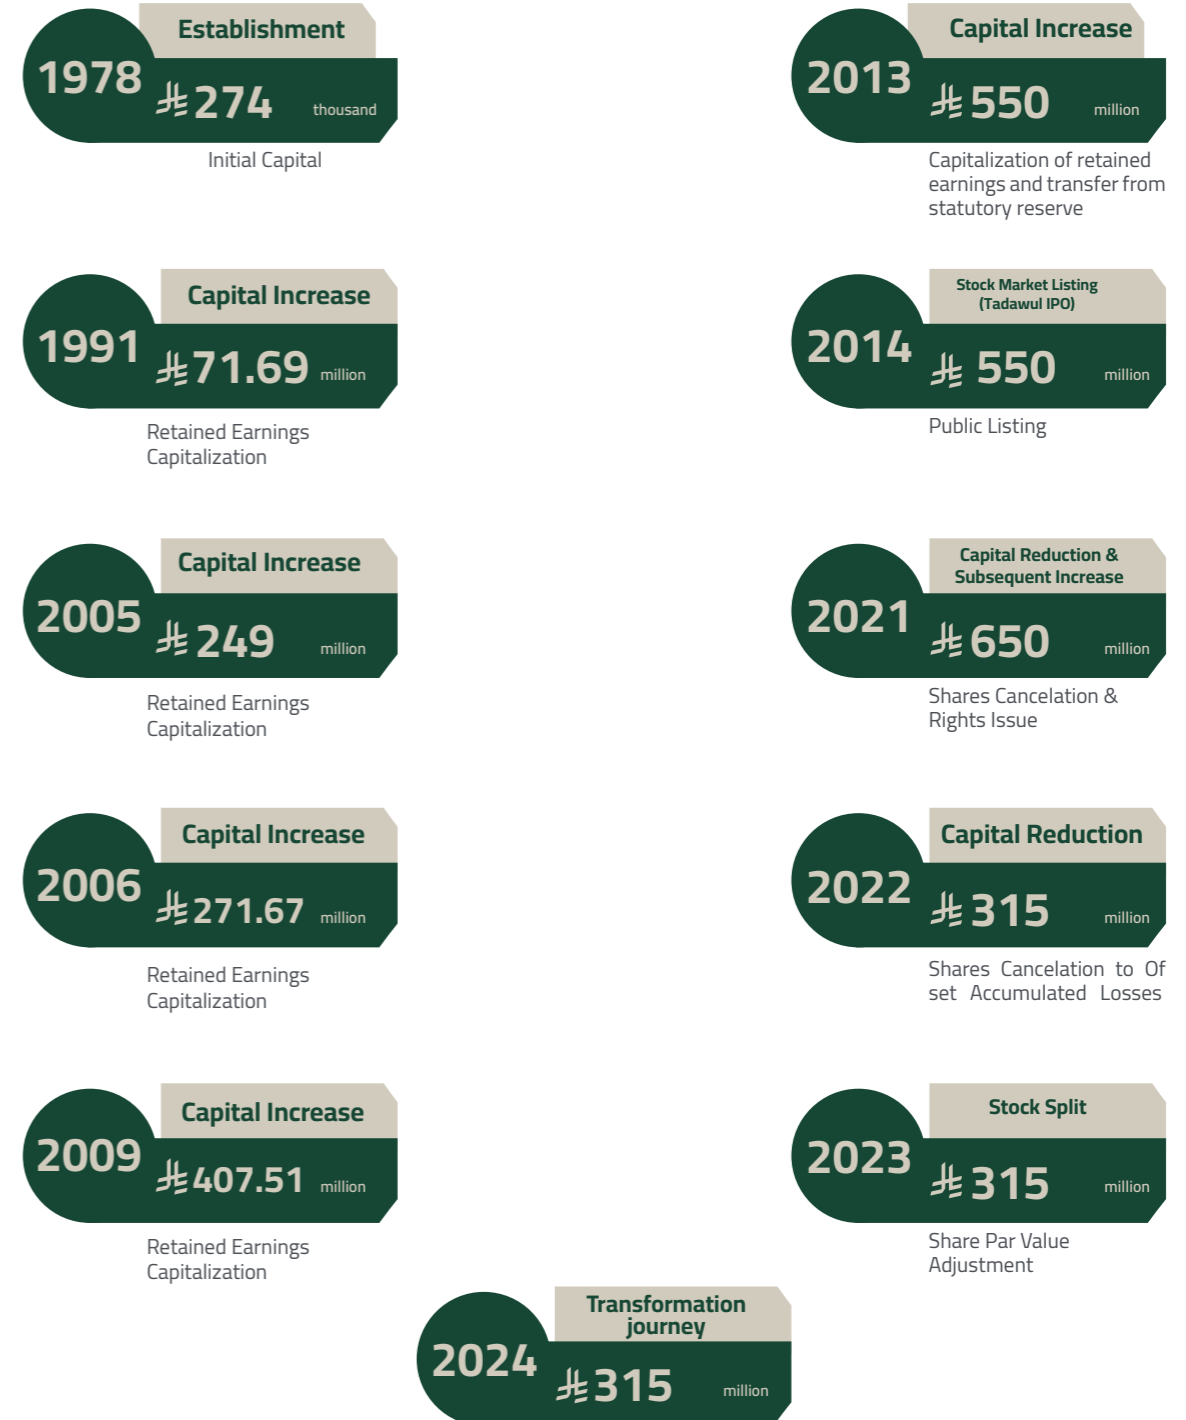 Establishment
1978
⃁274 thousand
Initial Capital
Capital Increase
1991
⃁71.69 million
Retained Earnings
Capitalization
Capital Increase
2005
⃁249 million
Retained Earnings
Capitalization
Capital Increase
2006
⃁271.67 million
Retained Earnings
Capitalization
Capital Increase
2009
⃁407.51 million
Retained Earnings
Capitalization
Capital Increase
2013
⃁550 million
Capitalization of retained
earnings and transfer from
statutory reserve
Stock Market Listing
(Tadawul IPO)
2014
⃁ 550 million
Public Listing
Capital Reduction &
Subsequent Increase
2021
⃁650 million
Shares Cancelation &
Rights Issue
Capital Reduction
2022
⃁315 million
Shares Cancelation to Of
set Accumulated Losses
Stock Split
2023
⃁315 million
Share Par Value
Adjustment
Transformation
journey
2024
⃁315 million